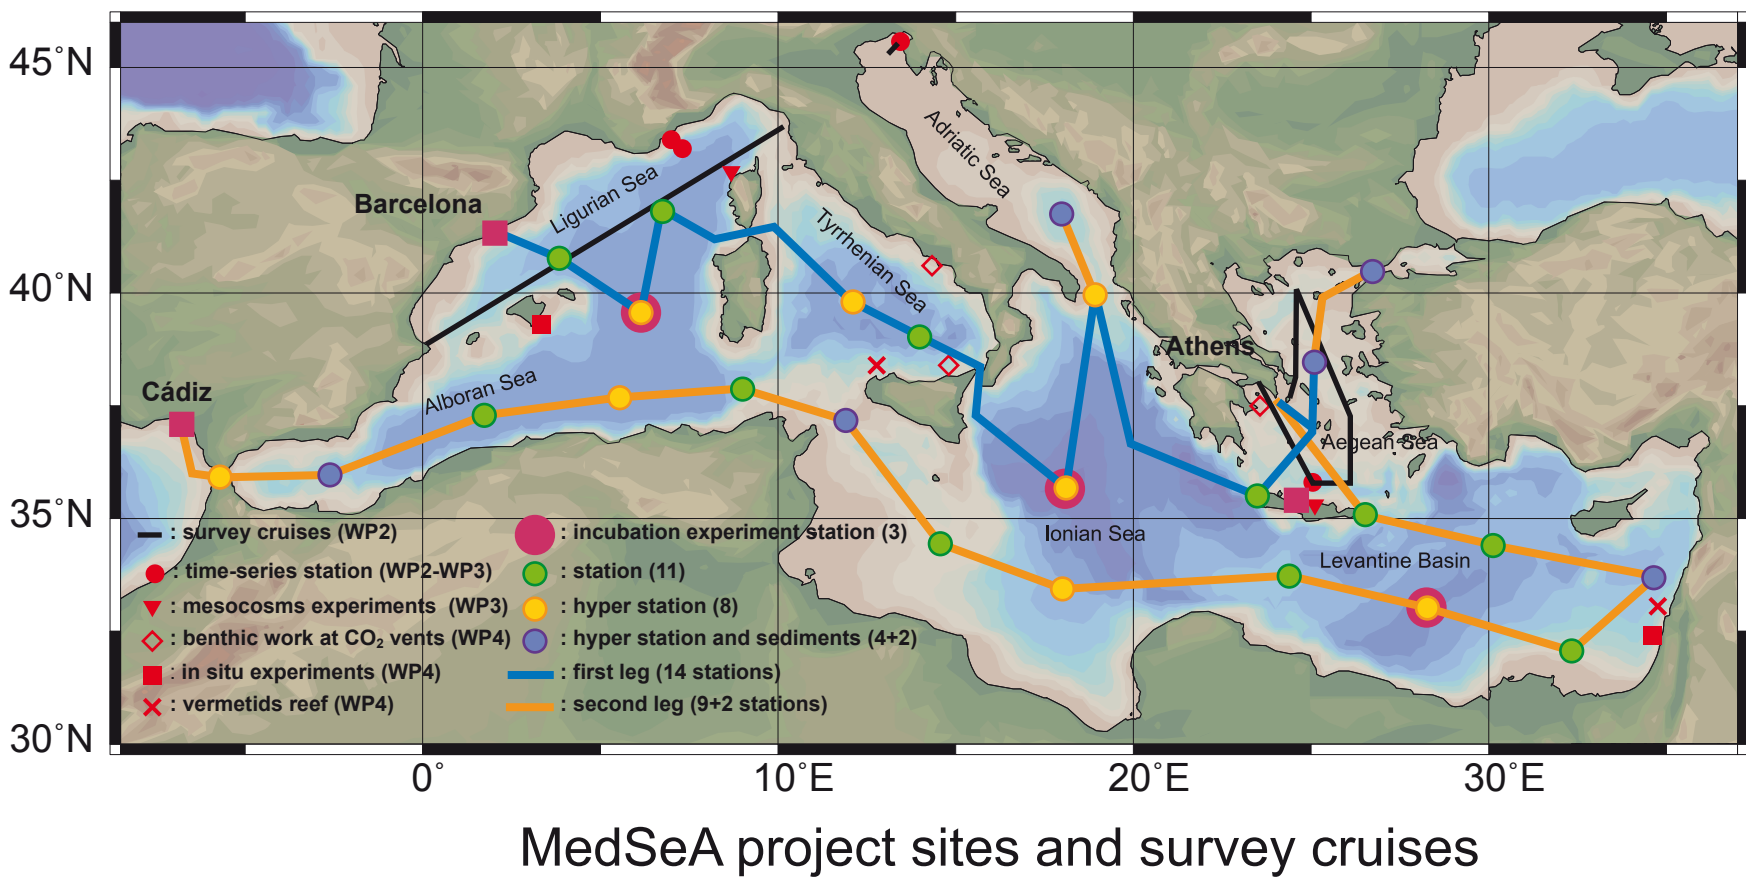 45°N
40°N
35°N
30°N
0°
10°E
20°E
30°E
Adriatic Sea
Ligurian Sea
Barcelona
Tyrrhenian Sea
Athens
Cádiz
Alboran Sea
Aegean Sea
Ionian Sea
Levantine Basin
: survey cruises (WP2)
: time-series station (WP2-WP3)
: mesocosms experiments (WP3)
: benthic work at CO₂ vents (WP4)
: in situ experiments (WP4)
: vermetids reef (WP4)
: incubation experiment station (3)
: station (11)
: hyper station (8)
: hyper station and sediments (4+2)
: first leg (14 stations)
: second leg (9+2 stations)
MedSeA project sites and survey cruises